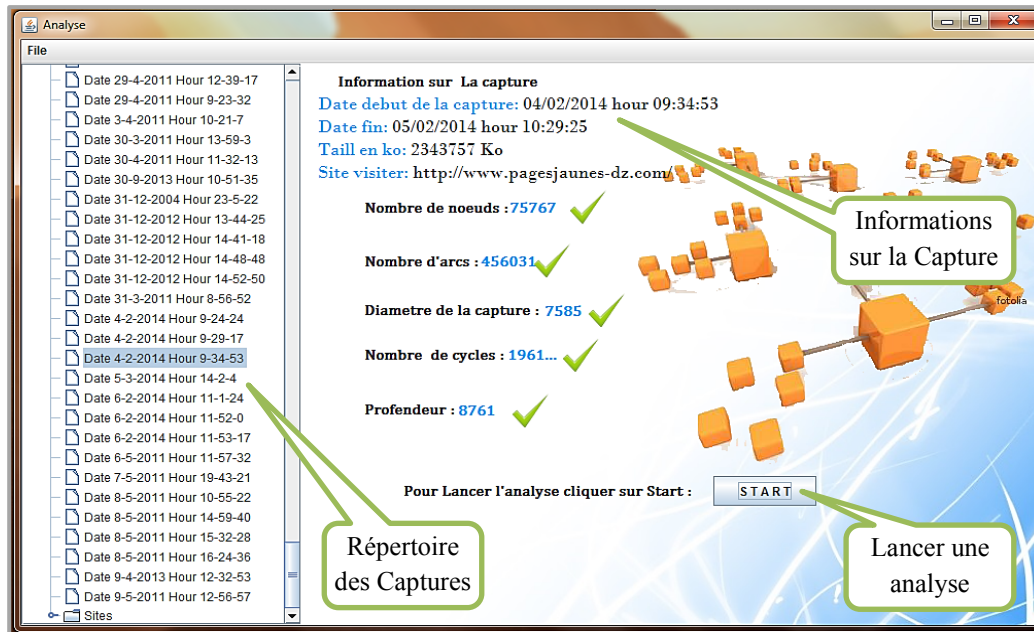 Analyse
File
Date 29-4-2011 Hour 12-39-17
Date 29-4-2011 Hour 9-23-32
Date 3-4-2011 Hour 10-21-7
Date 30-3-2011 Hour 13-59-3
Date 30-4-2011 Hour 11-32-13
Date 30-9-2013 Hour 10-51-35
Date 31-12-2004 Hour 23-5-22
Date 31-12-2012 Hour 13-44-25
Date 31-12-2012 Hour 14-41-18
Date 31-12-2012 Hour 14-48-48
Date 31-12-2012 Hour 14-52-50
Date 31-3-2011 Hour 8-56-52
Date 4-2-2014 Hour 9-24-24
Date 4-2-2014 Hour 9-29-17
Date 4-2-2014 Hour 9-34-53
Date 5-3-2014 Hour 14-2-4
Date 6-2-2014 Hour 11-1-24
Date 6-2-2014 Hour 11-52-0
Date 6-2-2014 Hour 11-53-17
Date 6-5-2011 Hour 11-57-32
Date 7-5-2011 Hour 19-43-21
Date 8-5-2011 Hour 10-55-22
Date 8-5-2011 Hour 14-59-40
Date 8-5-2011 Hour 15-32-28
Date 8-5-2011 Hour 16-24-36
Date 9-4-2013 Hour 12-32-53
Date 9-5-2011 Hour 12-56-57
Sites
Information sur La capture
Date debut de la capture: 04/02/2014 hour 09:34:53
Date fin: 05/02/2014 hour 10:29:25
Taill en ko: 2343757 Ko
Site visiter: http://www.pagesjaunes-dz.com/
Nombre de noeuds : 75767
Nombre d'arcs : 456031
Diametre de la capture : 7585
Nombre de cycles : 1961...
Profendeur : 8761
Pour Lancer l'analyse cliquer sur Start :
START
Informations
sur la Capture
fotolia
Répertoire
des Captures
Lancer une
analyse